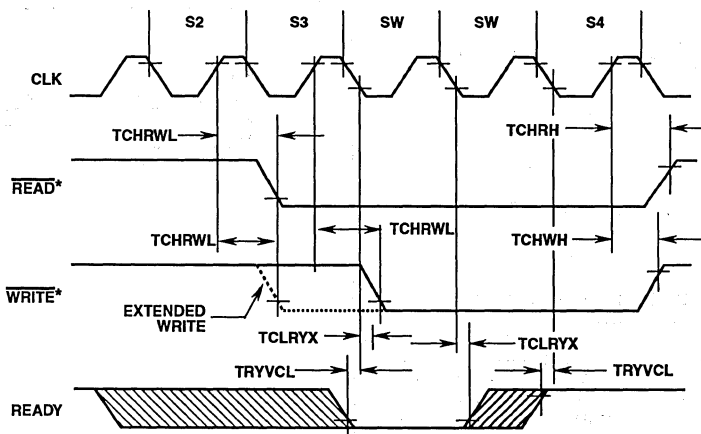 S2 S3 SW SW S4
CLK
TCHRWL TCHRH
READ*
TCHRWL TCHRWL TCHWH
WRITE*
EXTENDED
WRITE
TCLRYX TCLRYX
TRYVCL TRYVCL
READY